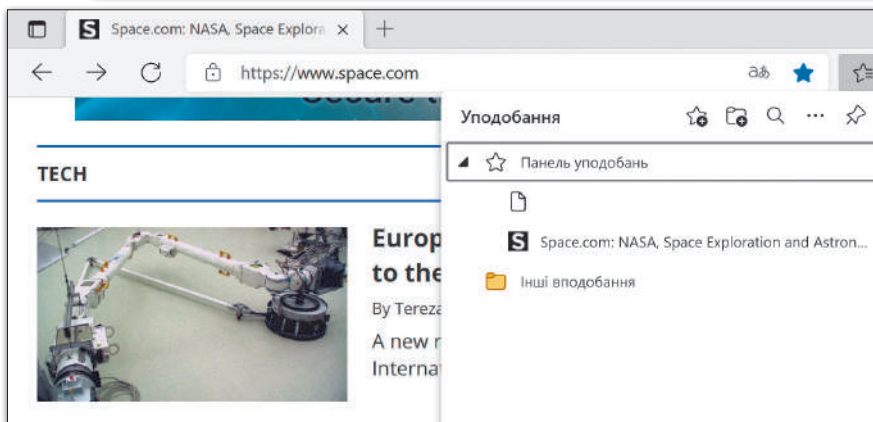 Space.com: NASA, Space Explora
https://www.space.com
Уподобання
Панель уподобань
TECH
Space.com: NASA, Space Exploration and Astron...
Europ
to the
Інші вподобання
By Tereza
A new r
Internat